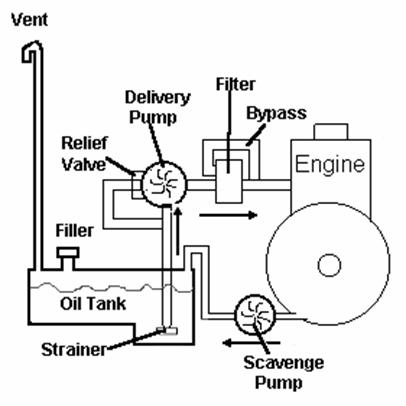 Vent
Filter
Delivery
Pump
Bypass
Relief
Valve
Engine
Filler
Oil Tank
Strainer
Scavenge
Pump